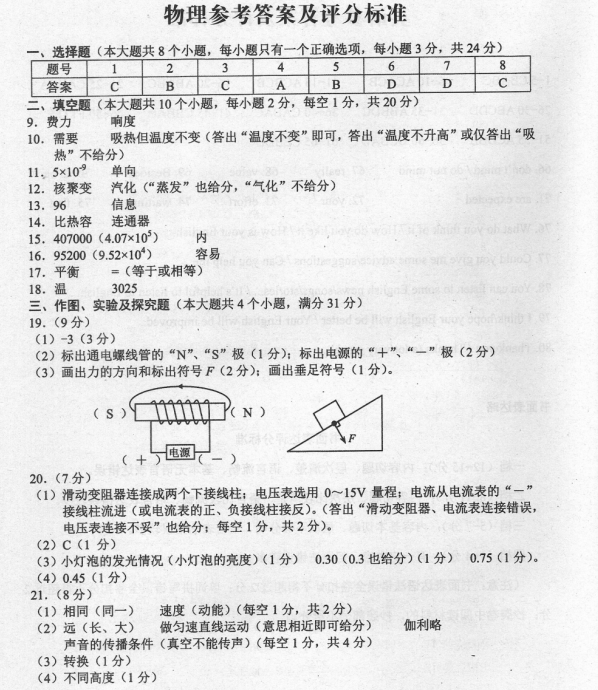 物理参考答案及评分标准
一、选择题（本大题共8个小题，每小题只有一个正确选项，每小题3分，共24分）
题号 1 2 3 4 5 6 7 8
答案 C B C A B D D C
二、填空题（本大题共10个小题，每小题2分，每空1分，共20分）
9．费力 响度
10．需要 吸热但温度不变（答出“温度不变”即可，答出“温度不升高”或仅答出“吸
热”不给分）
11、5×10⁻⁹ 单向
12．核聚变 汽化（“蒸发”也给分，“气化”不给分）
13．96 信息
14．比热容 连通器
15．407000（4.07×10⁵） 内
16．95200（9.52×10⁴） 容易
17．平衡 =（等于或相等）
18．温 3025
三、作图、实验及探究题（本大题共4个小题，满分31分）
19．（9分）
（1）-3（3分）
（2）标出通电螺线管的“N”、“S”极（1分）；标出电源的“＋”、“－”极（2分）
（3）画出力的方向和标出符号F（2分）；画出垂足符号（1分）。
（S） （N）
F
（＋） 电源 （－）
20．（7分）
（1）滑动变阻器连接成两个下接线柱；电压表选用0～15V量程；电流从电流表的“－”
接线柱流进（或电流表的正、负接线柱接反）。（答出“滑动变阻器、电流表连接错误，
电压表连接不妥”也给分；每空1分，共2分）。
（2）C（1分）
（3）小灯泡的发光情况（小灯泡的亮度）（1分） 0.30（0.3也给分）（1分） 0.75（1分）。
（4）0.45（1分）
21．（8分）
（1）相同（同一） 速度（动能）（每空1分，共2分）
（2）远（长、大） 做匀速直线运动（意思相近即可给分） 伽利略
声音的传播条件（真空不能传声）（每空1分，共4分）
（3）转换（1分）
（4）不同高度（1分）